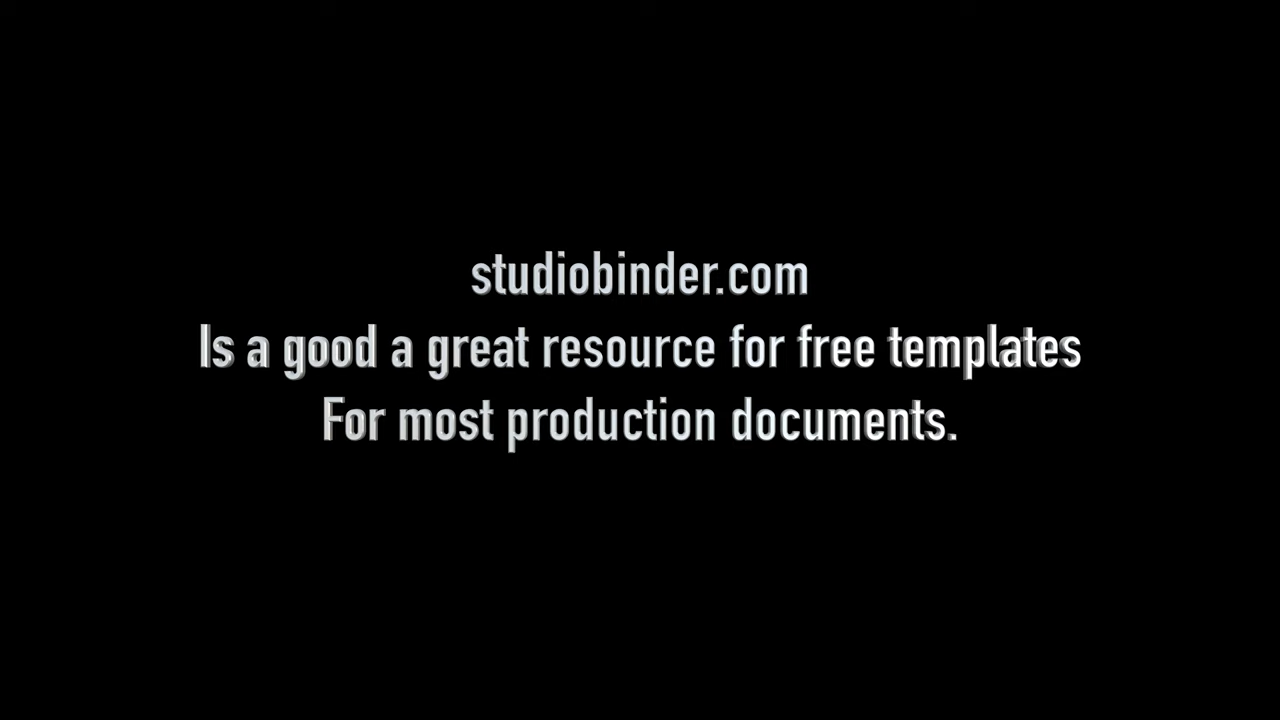 studiobinder.com
Is a good a great resource for free templates
For most production documents.